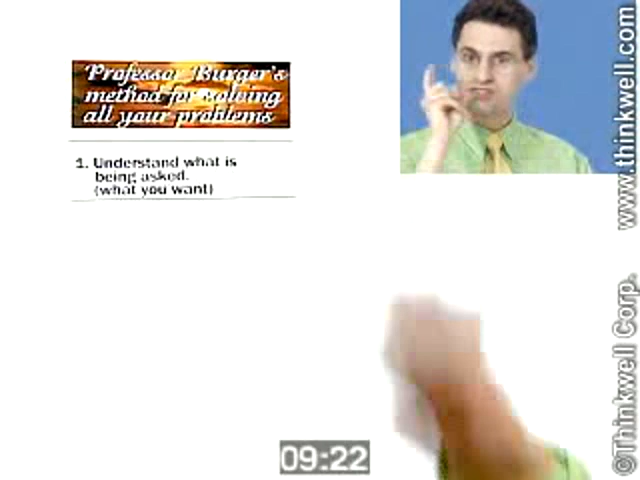 Professor Burger's
method for solving
all your problems
1. Understand what is
being asked.
(what you want)
09:22
www.thinkwell.com
©Thinkwell Corp.